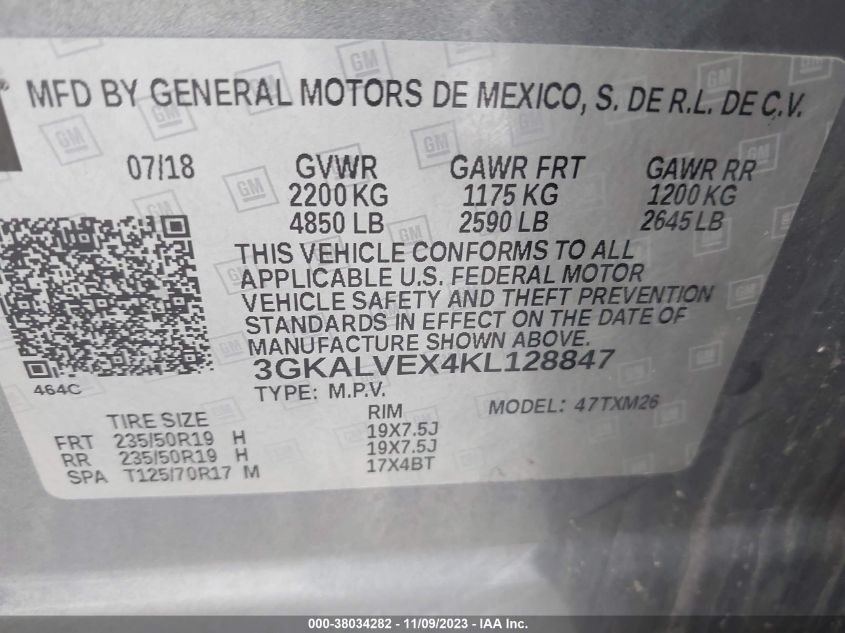 MFD BY GENERAL MOTORS DE MEXICO, S. DE R.L. DE C.V.
07/18 GVWR GAWR FRT GAWR RR
2200 KG 1175 KG 1200 KG
4850 LB 2590 LB 2645 LB
THIS VEHICLE CONFORMS TO ALL
APPLICABLE U.S. FEDERAL MOTOR
VEHICLE SAFETY AND THEFT PREVENTION
STANDARDS IN EFFECT ON THE DATE OF
MANUFACTURE SHOWN ABOVE.
3GKALVEX4KL128847
464C
TYPE: M.P.V. MODEL: 47TXM26
TIRE SIZE RIM
FRT 235/50R19 H 19X7.5J
RR 235/50R19 H 19X7.5J
SPA T125/70R17 M 17X4BT
000-38034282 - 11/09/2023 - IAA Inc.